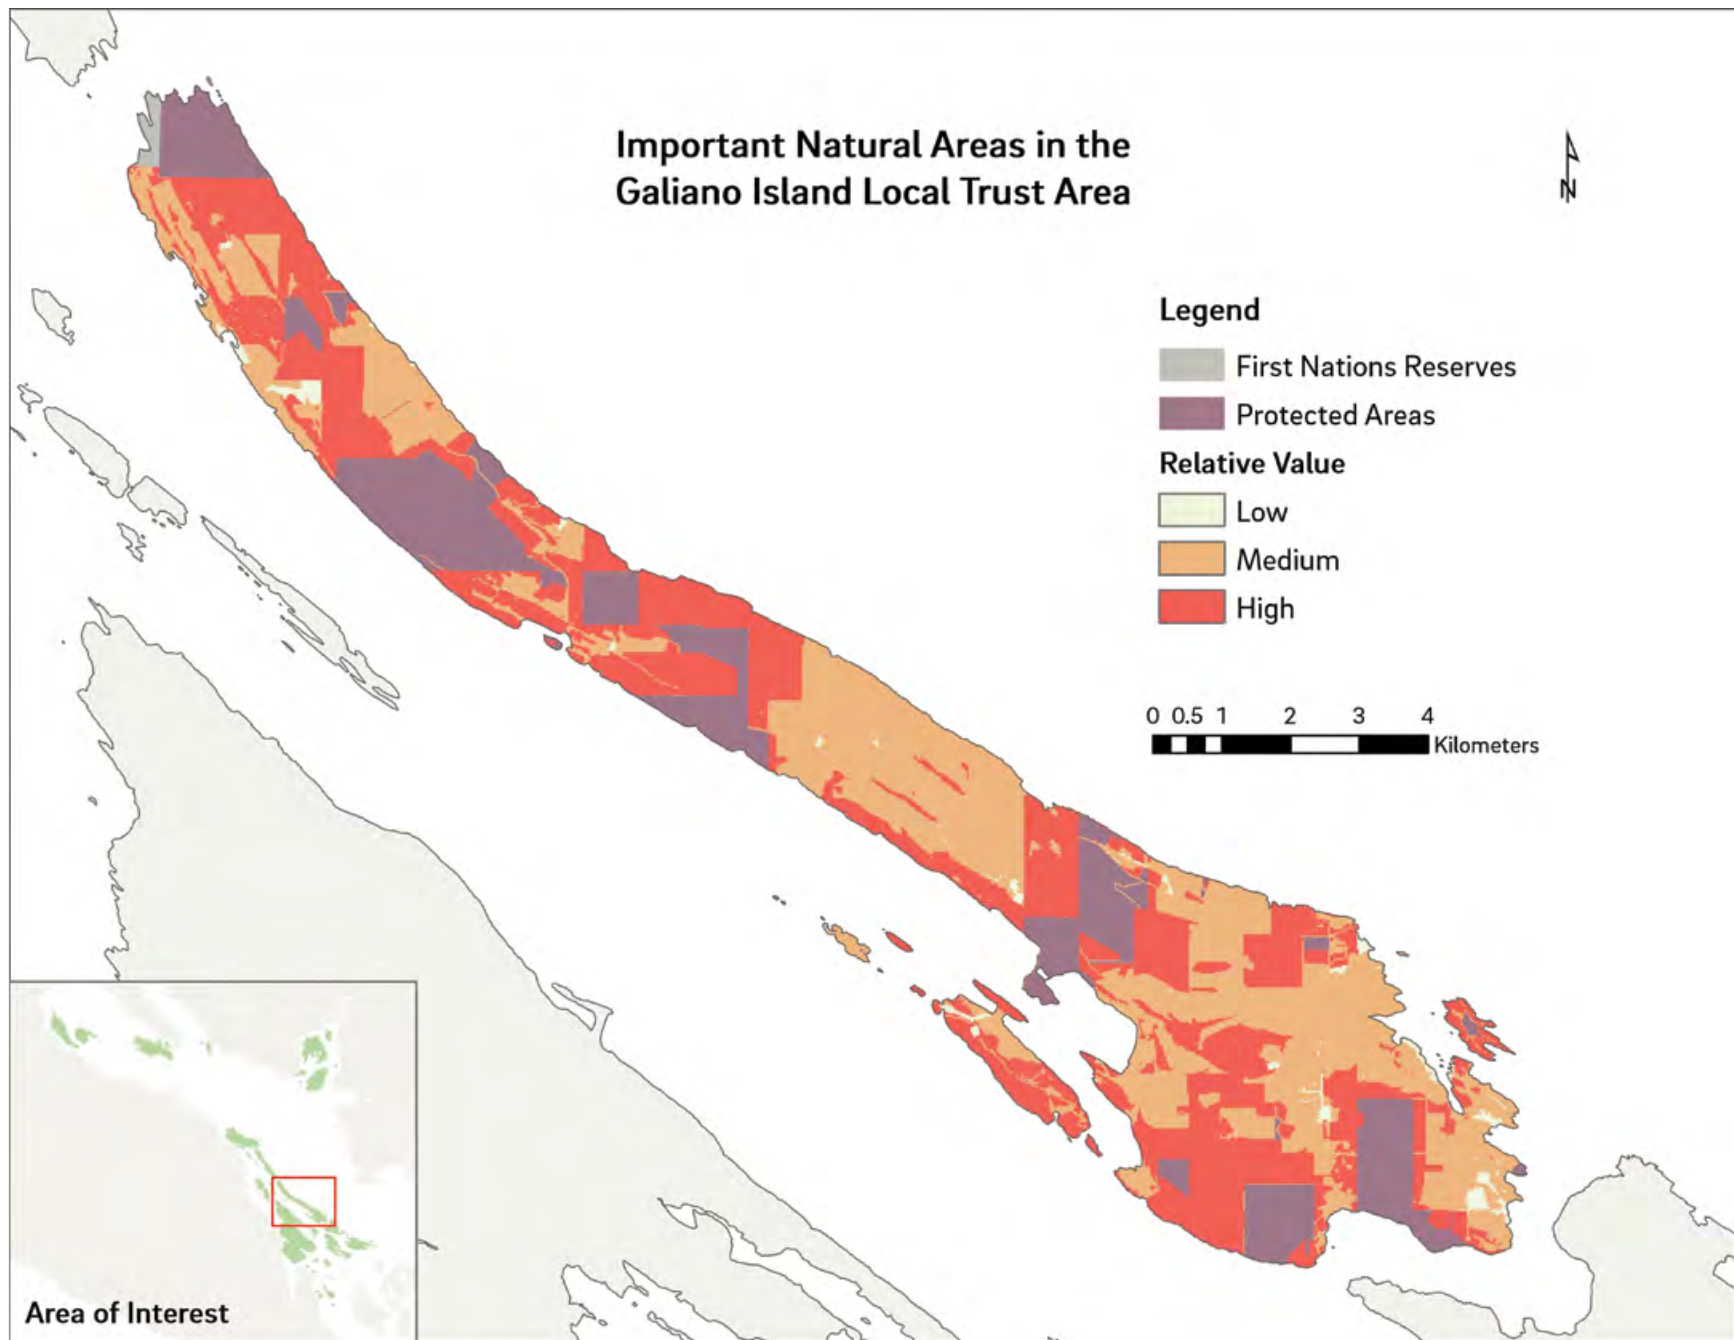 Important Natural Areas in the
Galiano Island Local Trust Area
N
Legend
First Nations Reserves
Protected Areas
Relative Value
Low
Medium
High
0 0.5 1 2 3 4
Kilometers
Area of Interest